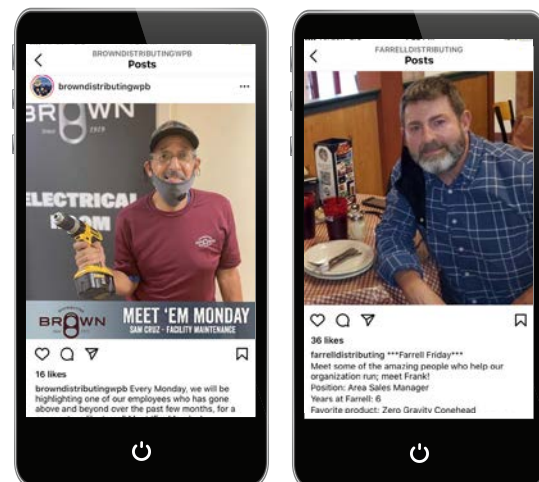 BROWNDISTRIBUTINGWPB
Posts
browndistributingwpb
BROWN
SINCE 1919
ELECTRICAL
ROOM
BROWN
MEET 'EM MONDAY
SAM CRUZ - FACILITY MAINTENANCE
16 likes
browndistributingwpb Every Monday, we will be
highlighting one of our employees who has gone
above and beyond over the past few months, for a
FARRELLDISTRIBUTING
Posts
36 likes
farrelldistributing ***Farrell Friday***
Meet some of the amazing people who help our
organization run; meet Frank!
Position: Area Sales Manager
Years at Farrell: 6
Favorite product: Zero Gravity Conehead